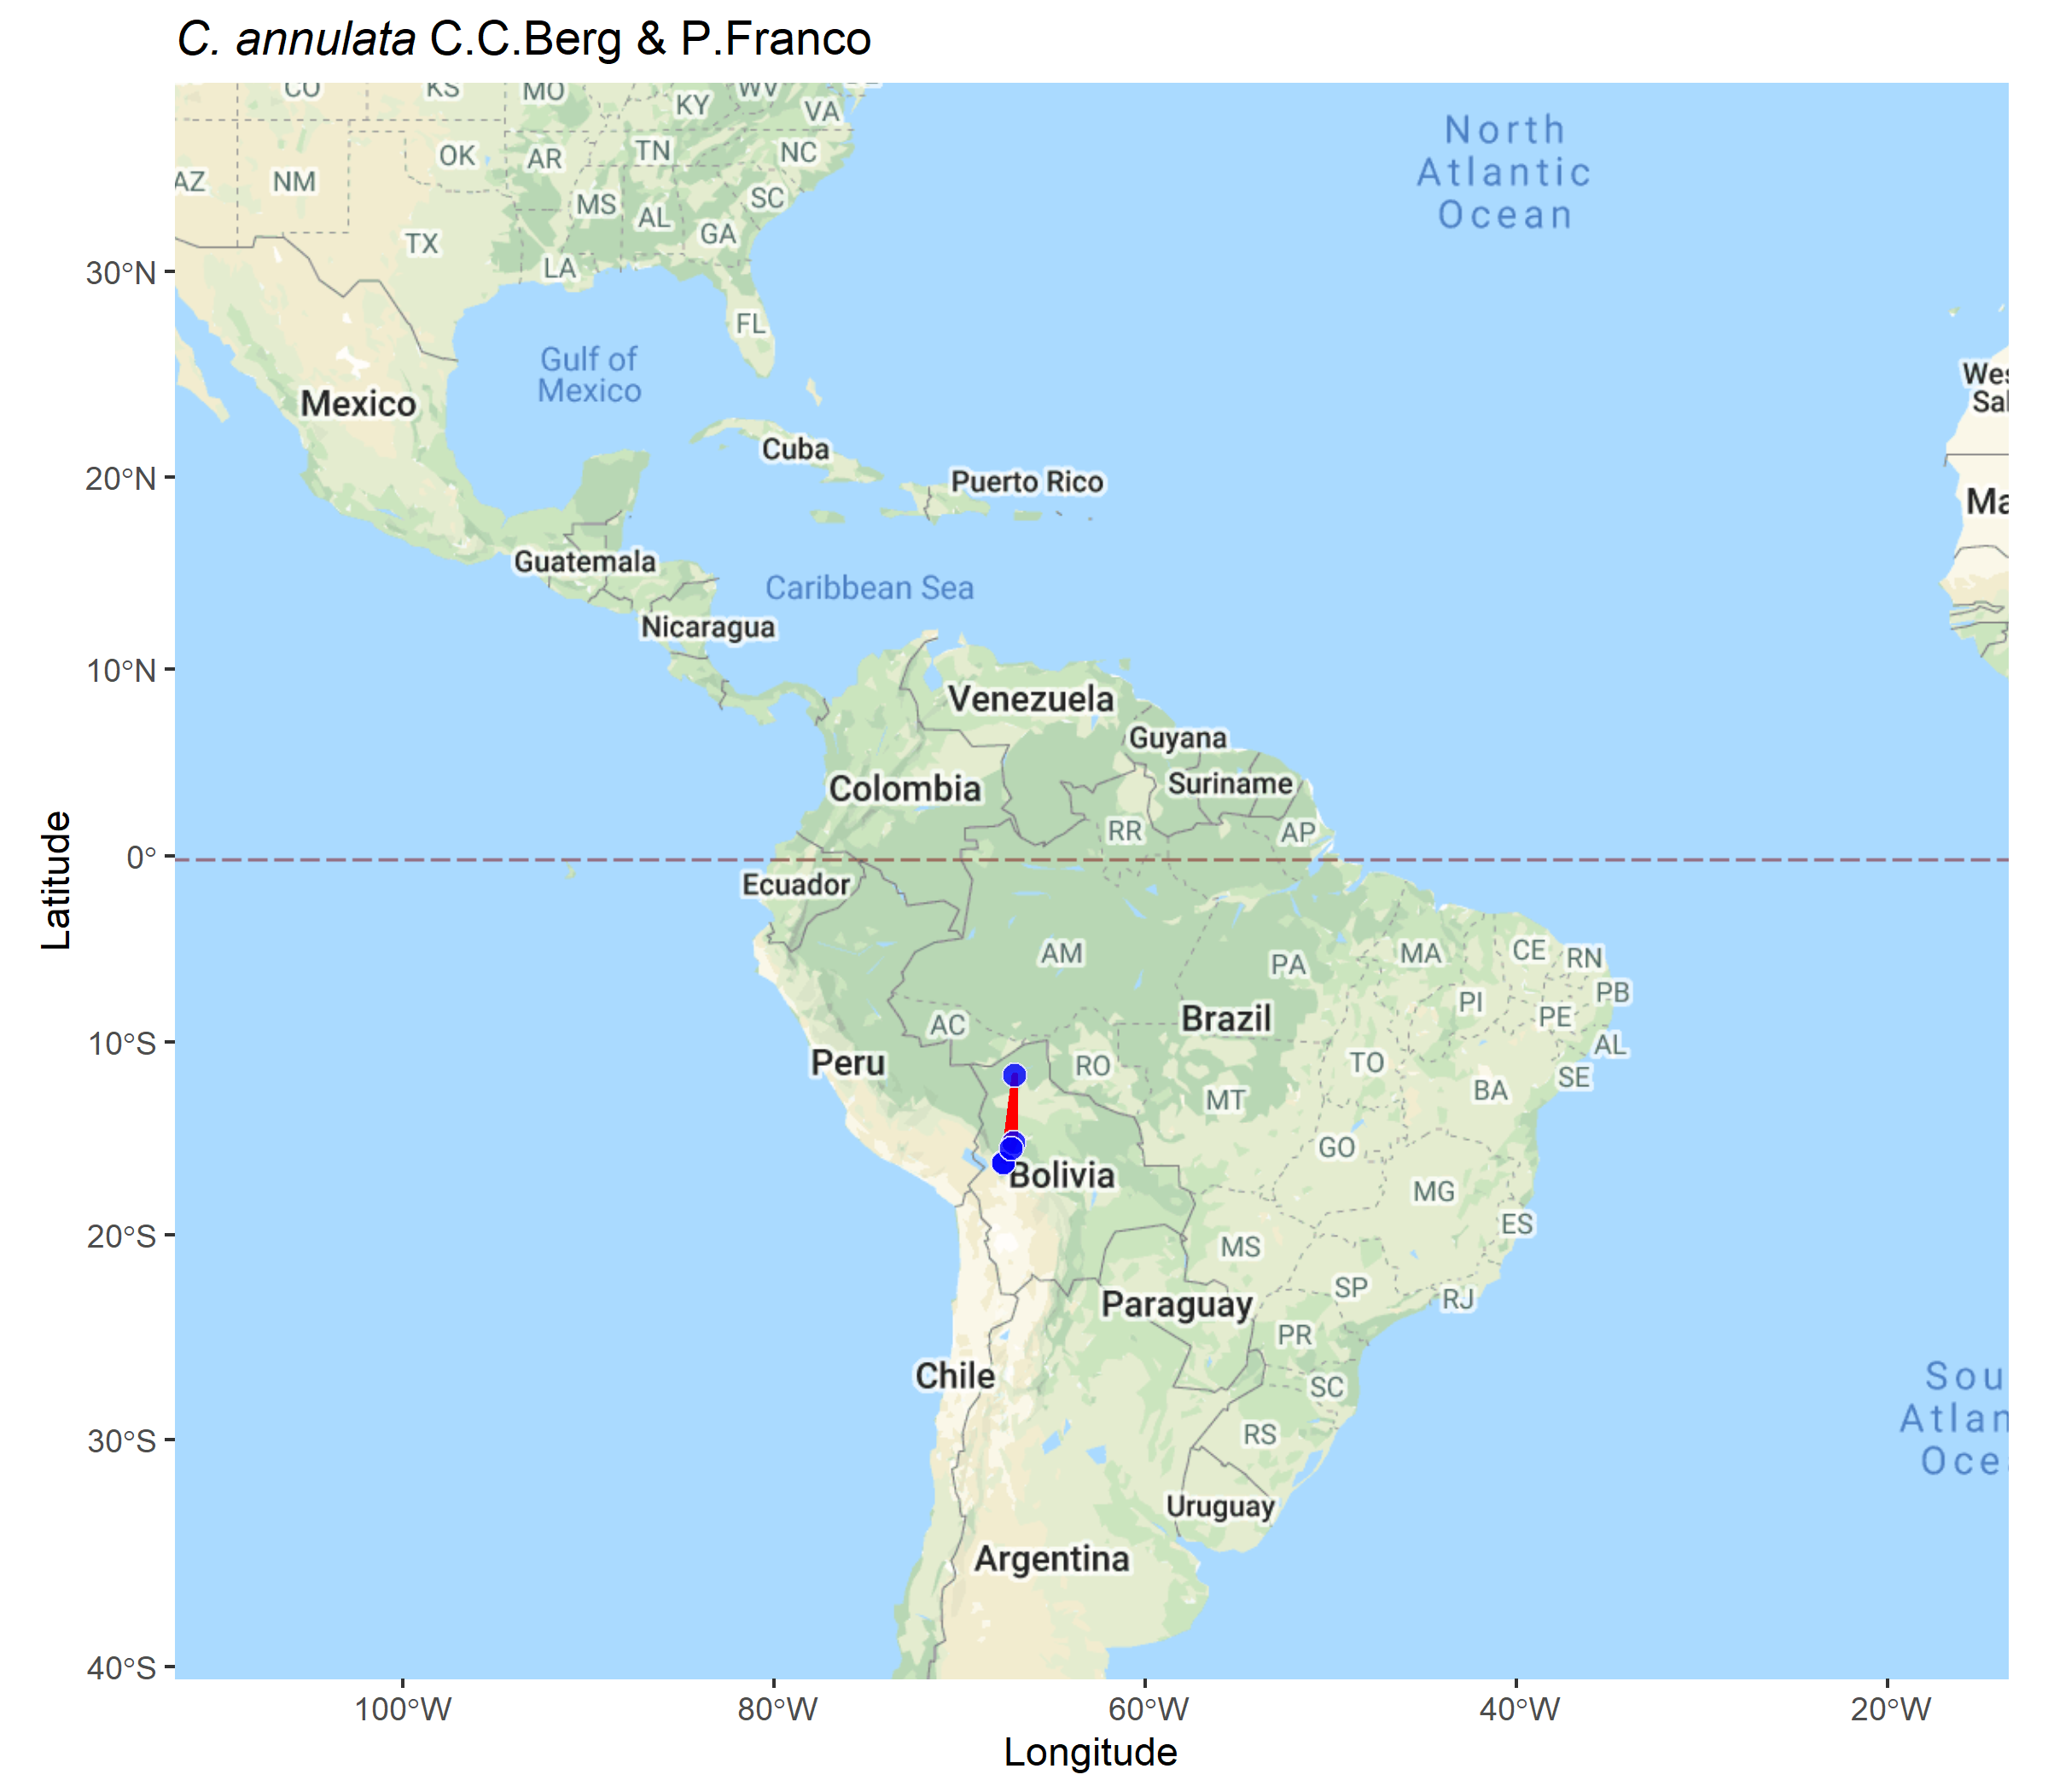 C. annulata C.C.Berg & P.Franco
CO
KS
MO
KY
WV
VA
OK
AR
TN
NC
AZ
NM
MS
AL
SC
GA
TX
LA
FL
North
Atlantic
Ocean
30°N
Gulf of
Mexico
Mexico
Wes
Sal
Cuba
20°N
Puerto Rico
Ma
Guatemala
Caribbean Sea
Nicaragua
10°N
Venezuela
Guyana
Colombia
Suriname
RR
AP
0°
Ecuador
Latitude
AM
PA
MA
CE
RN
PI
PB
PE
Brazil
AC
10°S
AL
Peru
RO
TO
SE
BA
MT
GO
Bolivia
MG
20°S
ES
MS
SP
RJ
Paraguay
PR
Chile
SC
Sou
Atlan
Oce
30°S
RS
Uruguay
Argentina
40°S
100°W
80°W
60°W
40°W
20°W
Longitude